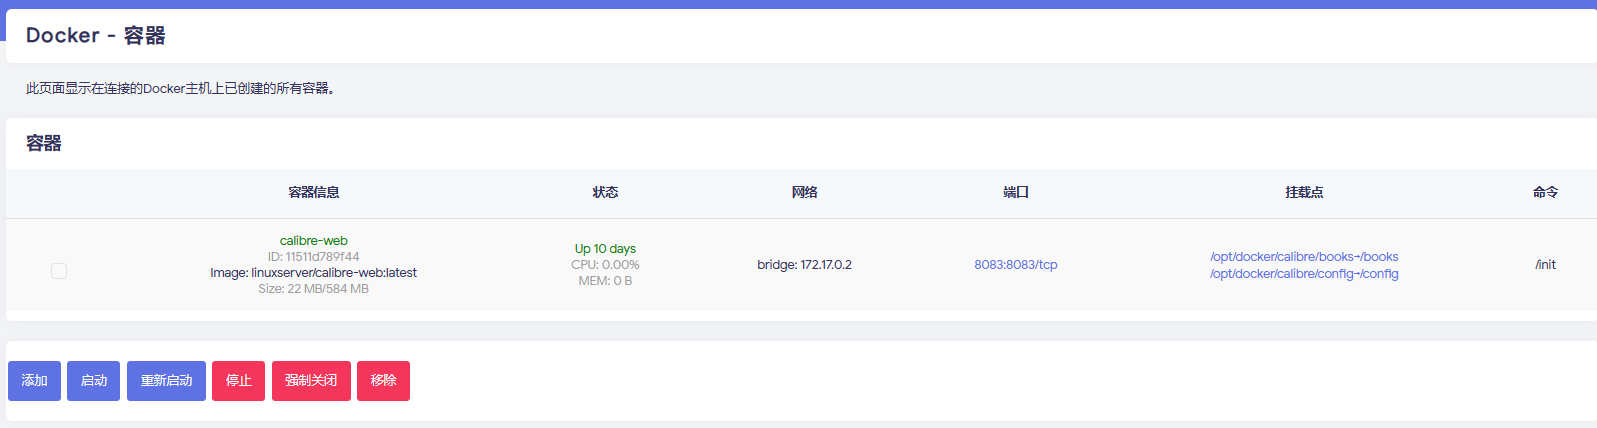 Docker - 容器
此页面显示在连接的Docker主机上已创建的所有容器。
容器
容器信息 状态 网络 端口 挂载点 命令
calibre-web
ID: 11511d789f44
Image: linuxserver/calibre-web:latest
Size: 22 MB/584 MB
Up 10 days
CPU: 0.00%
MEM: 0 B
bridge: 172.17.0.2
8083:8083/tcp
/opt/docker/calibre/books→/books
/opt/docker/calibre/config→/config
/init
添加 启动 重新启动 停止 强制关闭 移除